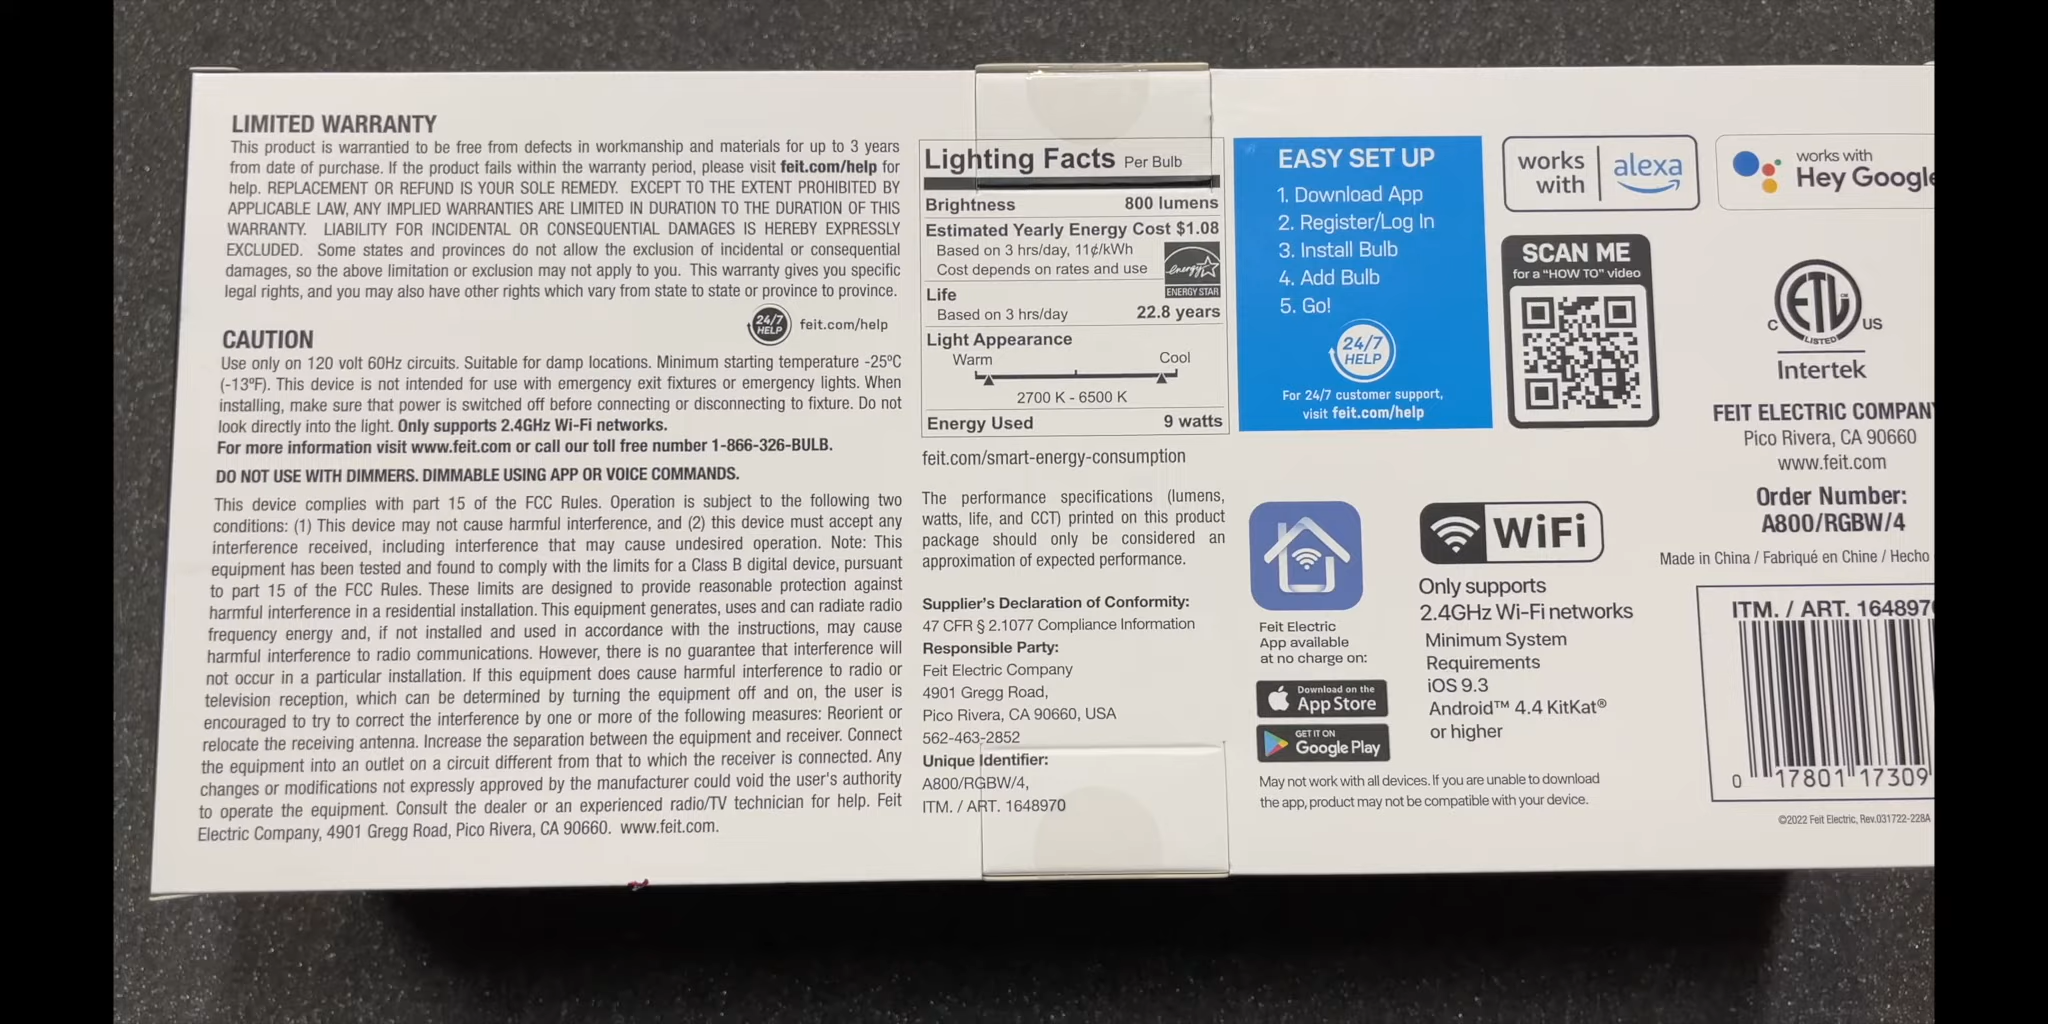 LIMITED WARRANTY
This product is warrantied to be free from defects in workmanship and materials for up to 3 years
from date of purchase. If the product fails within the warranty period, please visit feit.com/help for
help. REPLACEMENT OR REFUND IS YOUR SOLE REMEDY. EXCEPT TO THE EXTENT PROHIBITED BY
APPLICABLE LAW, ANY IMPLIED WARRANTIES ARE LIMITED IN DURATION TO THE DURATION OF THIS
WARRANTY. LIABILITY FOR INCIDENTAL OR CONSEQUENTIAL DAMAGES IS HEREBY EXPRESSLY
EXCLUDED. Some states and provinces do not allow the exclusion of incidental or consequential
damages, so the above limitation or exclusion may not apply to you. This warranty gives you specific
legal rights, and you may also have other rights which vary from state to state or province to province.
24/7
HELP
feit.com/help
CAUTION
Use only on 120 volt 60Hz circuits. Suitable for damp locations. Minimum starting temperature -25ºC
(-13ºF). This device is not intended for use with emergency exit fixtures or emergency lights. When
installing, make sure that power is switched off before connecting or disconnecting to fixture. Do not
look directly into the light. Only supports 2.4GHz Wi-Fi networks.
For more information visit www.feit.com or call our toll free number 1-866-326-BULB.
DO NOT USE WITH DIMMERS. DIMMABLE USING APP OR VOICE COMMANDS.
This device complies with part 15 of the FCC Rules. Operation is subject to the following two
conditions: (1) This device may not cause harmful interference, and (2) this device must accept any
interference received, including interference that may cause undesired operation. Note: This
equipment has been tested and found to comply with the limits for a Class B digital device, pursuant
to part 15 of the FCC Rules. These limits are designed to provide reasonable protection against
harmful interference in a residential installation. This equipment generates, uses and can radiate radio
frequency energy and, if not installed and used in accordance with the instructions, may cause
harmful interference to radio communications. However, there is no guarantee that interference will
not occur in a particular installation. If this equipment does cause harmful interference to radio or
television reception, which can be determined by turning the equipment off and on, the user is
encouraged to try to correct the interference by one or more of the following measures: Reorient or
relocate the receiving antenna. Increase the separation between the equipment and receiver. Connect
the equipment into an outlet on a circuit different from that to which the receiver is connected. Any
changes or modifications not expressly approved by the manufacturer could void the user's authority
to operate the equipment. Consult the dealer or an experienced radio/TV technician for help. Feit
Electric Company, 4901 Gregg Road, Pico Rivera, CA 90660. www.feit.com.
Lighting Facts Per Bulb
Brightness 800 lumens
Estimated Yearly Energy Cost $1.08
Based on 3 hrs/day, 11¢/kWh
Cost depends on rates and use
energy
ENERGY STAR
Life
Based on 3 hrs/day 22.8 years
Light Appearance
Warm Cool
2700 K - 6500 K
Energy Used 9 watts
feit.com/smart-energy-consumption
The performance specifications (lumens,
watts, life, and CCT) printed on this product
package should only be considered an
approximation of expected performance.
Supplier's Declaration of Conformity:
47 CFR § 2.1077 Compliance Information
Responsible Party:
Feit Electric Company
4901 Gregg Road,
Pico Rivera, CA 90660, USA
562-463-2852
Unique Identifier:
A800/RGBW/4,
ITM. / ART. 1648970
EASY SET UP
1. Download App
2. Register/Log In
3. Install Bulb
4. Add Bulb
5. Go!
24/7
HELP
For 24/7 customer support,
visit feit.com/help
works with alexa
works with
Hey Google
SCAN ME
for a "HOW TO" video
ETL
C US
LISTED
Intertek
FEIT ELECTRIC COMPAN
Pico Rivera, CA 90660
www.feit.com
Order Number:
A800/RGBW/4
Made in China / Fabriqué en Chine / Hecho
Feit Electric
App available
at no charge on:
Download on the
App Store
GET IT ON
Google Play
WiFi
Only supports
2.4GHz Wi-Fi networks
Minimum System
Requirements
iOS 9.3
Android™ 4.4 KitKat®
or higher
May not work with all devices. If you are unable to download
the app, product may not be compatible with your device.
ITM. / ART. 1648970
0 17801 17309
©2022 Feit Electric, Rev.031722-228A